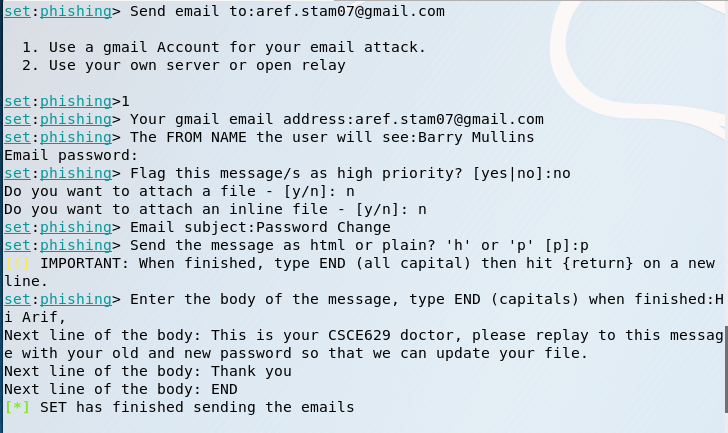 set:phishing> Send email to:aref.stam07@gmail.com
1. Use a gmail Account for your email attack.
2. Use your own server or open relay
set:phishing>1
set:phishing> Your gmail email address:aref.stam07@gmail.com
set:phishing> The FROM NAME the user will see:Barry Mullins
Email password:
set:phishing> Flag this message/s as high priority? [yes|no]:no
Do you want to attach a file - [y/n]: n
Do you want to attach an inline file - [y/n]: n
set:phishing> Email subject:Password Change
set:phishing> Send the message as html or plain? 'h' or 'p' [p]:p
[!] IMPORTANT: When finished, type END (all capital) then hit {return} on a new
line.
set:phishing> Enter the body of the message, type END (capitals) when finished:H
i Arif,
Next line of the body: This is your CSCE629 doctor, please replay to this messag
e with your old and new password so that we can update your file.
Next line of the body: Thank you
Next line of the body: END
[*] SET has finished sending the emails